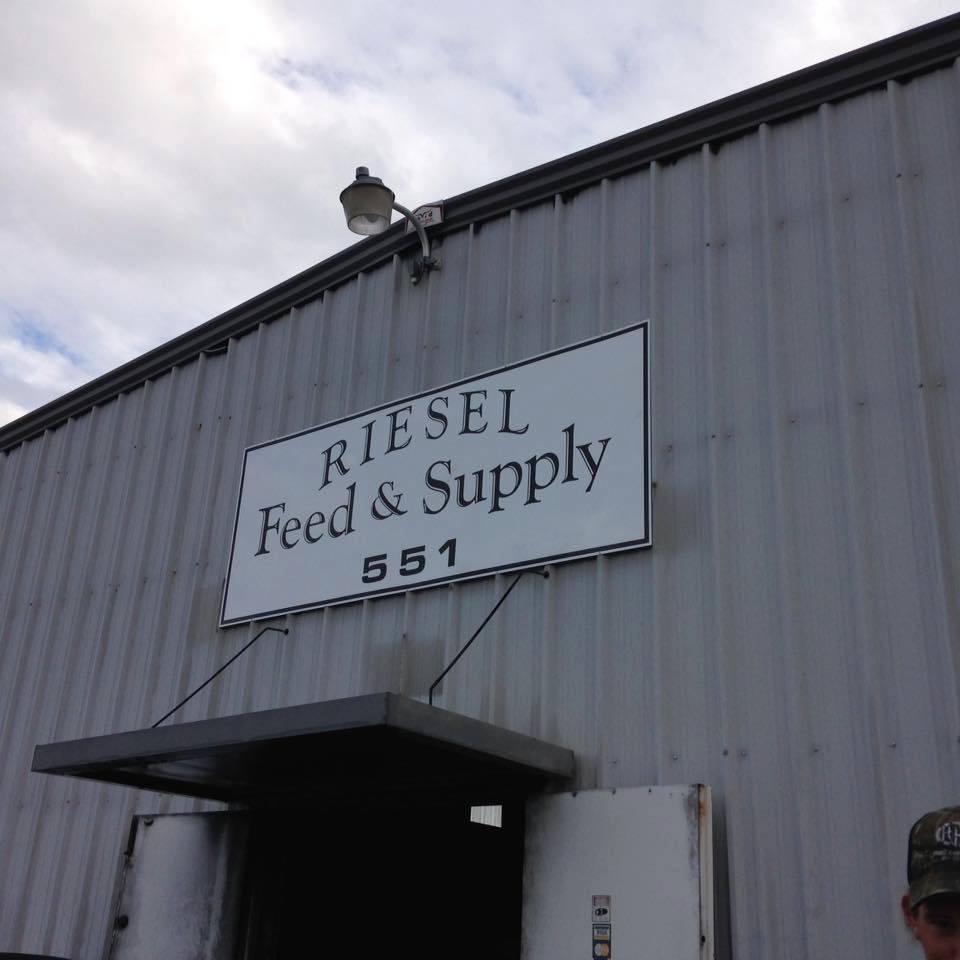 RIESEL
Feed & Supply
551